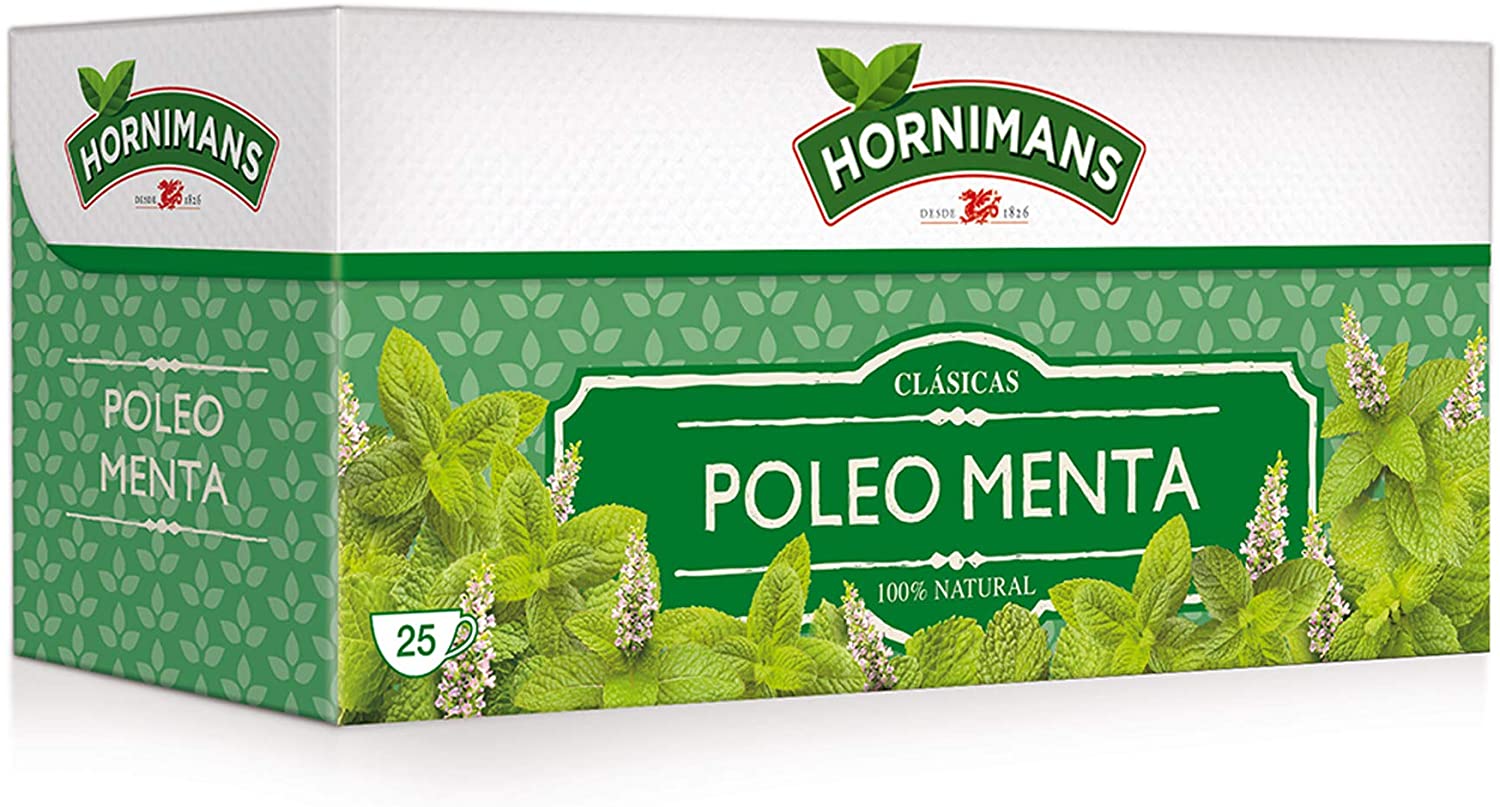 HORNIMANS
DESDE 1826
POLEO
MENTA
HORNIMANS
DESDE 1826
CLÁSICAS
POLEO MENTA
100% NATURAL
25